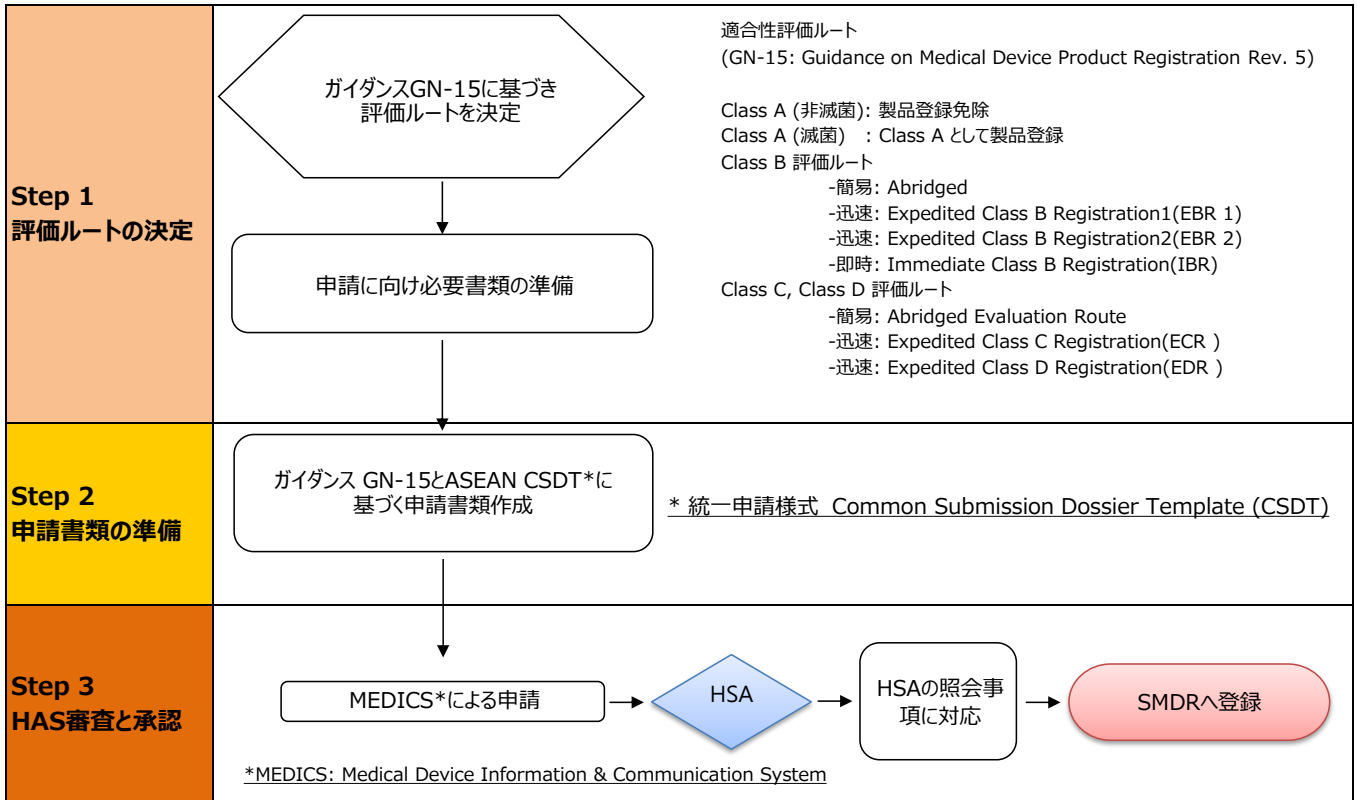 Step 1
評価ルートの決定
ガイダンスGN-15に基づき
評価ルートを決定
申請に向け必要書類の準備
適合性評価ルート
(GN-15: Guidance on Medical Device Product Registration Rev. 5)
Class A (非滅菌): 製品登録免除
Class A (滅菌) : Class A として製品登録
Class B 評価ルート
-簡易: Abridged
-迅速: Expedited Class B Registration1(EBR 1)
-迅速: Expedited Class B Registration2(EBR 2)
-即時: Immediate Class B Registration(IBR)
Class C, Class D 評価ルート
-簡易: Abridged Evaluation Route
-迅速: Expedited Class C Registration(ECR )
-迅速: Expedited Class D Registration(EDR )
Step 2
申請書類の準備
ガイダンス GN-15とASEAN CSDT*に
基づく申請書類作成
* 統一申請様式 Common Submission Dossier Template (CSDT)
Step 3
HAS審査と承認
MEDICS*による申請
HSA
HSAの照会事
項に対応
SMDRへ登録
*MEDICS: Medical Device Information & Communication System